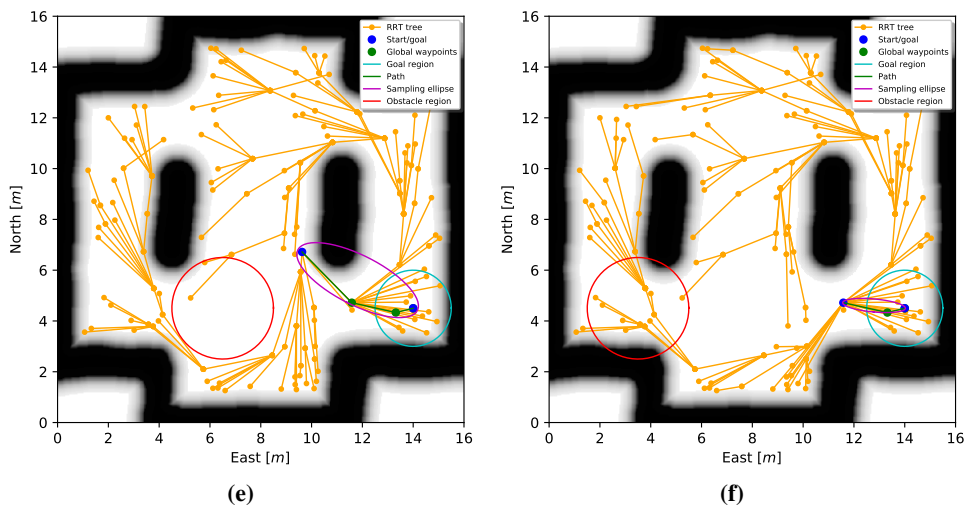 16
14
12
10
8
6
4
2
0
North [m]
0 2 4 6 8 10 12 14 16
East [m]
RRT tree
Start/goal
Global waypoints
Goal region
Path
Sampling ellipse
Obstacle region
(e)
16
14
12
10
8
6
4
2
0
North [m]
0 2 4 6 8 10 12 14 16
East [m]
RRT tree
Start/goal
Global waypoints
Goal region
Path
Sampling ellipse
Obstacle region
(f)